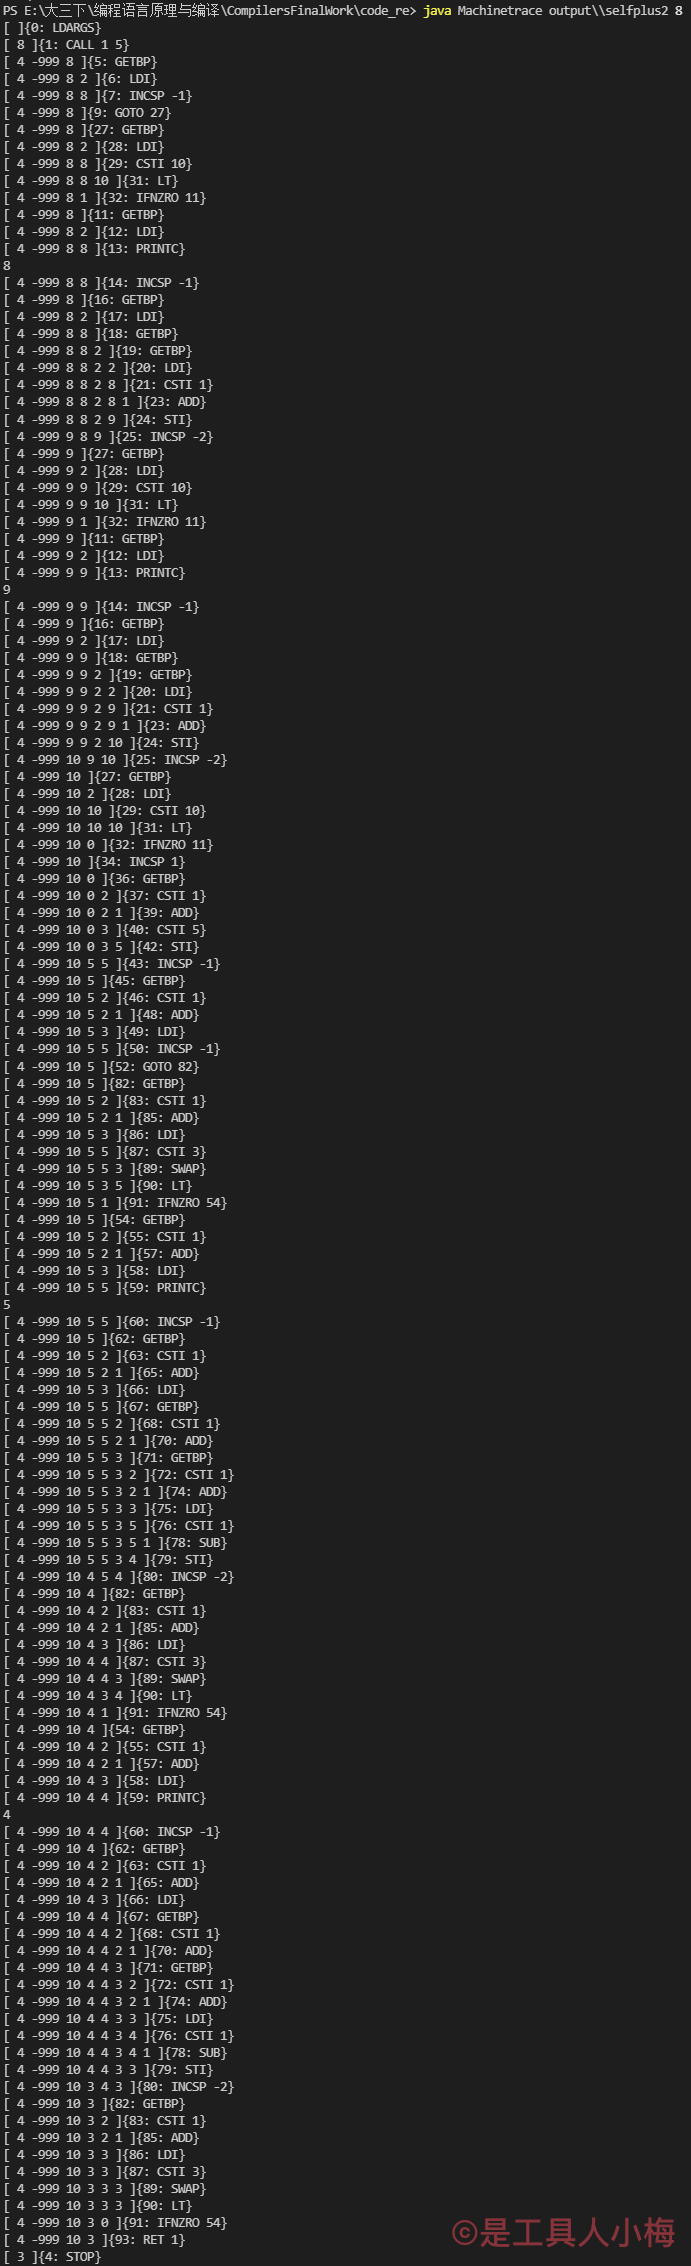 PS E:\大三下\编程语言原理与编译\CompilersFinalWork\code_re> java Machinetrace output\\selfplus2 8
[ ]{0: LDARGS}
[ 8 ]{1: CALL 1 5}
[ 4 -999 8 ]{5: GETBP}
[ 4 -999 8 2 ]{6: LDI}
[ 4 -999 8 8 ]{7: INCSP -1}
[ 4 -999 8 ]{9: GOTO 27}
[ 4 -999 8 ]{27: GETBP}
[ 4 -999 8 2 ]{28: LDI}
[ 4 -999 8 8 ]{29: CSTI 10}
[ 4 -999 8 8 10 ]{31: LT}
[ 4 -999 8 1 ]{32: IFNZRO 11}
[ 4 -999 8 ]{11: GETBP}
[ 4 -999 8 2 ]{12: LDI}
[ 4 -999 8 8 ]{13: PRINTC}
8
[ 4 -999 8 8 ]{14: INCSP -1}
[ 4 -999 8 ]{16: GETBP}
[ 4 -999 8 2 ]{17: LDI}
[ 4 -999 8 8 ]{18: GETBP}
[ 4 -999 8 8 2 ]{19: GETBP}
[ 4 -999 8 8 2 2 ]{20: LDI}
[ 4 -999 8 8 2 8 ]{21: CSTI 1}
[ 4 -999 8 8 2 8 1 ]{23: ADD}
[ 4 -999 8 8 2 9 ]{24: STI}
[ 4 -999 9 8 9 ]{25: INCSP -2}
[ 4 -999 9 ]{27: GETBP}
[ 4 -999 9 2 ]{28: LDI}
[ 4 -999 9 9 ]{29: CSTI 10}
[ 4 -999 9 9 10 ]{31: LT}
[ 4 -999 9 1 ]{32: IFNZRO 11}
[ 4 -999 9 ]{11: GETBP}
[ 4 -999 9 2 ]{12: LDI}
[ 4 -999 9 9 ]{13: PRINTC}
9
[ 4 -999 9 9 ]{14: INCSP -1}
[ 4 -999 9 ]{16: GETBP}
[ 4 -999 9 2 ]{17: LDI}
[ 4 -999 9 9 ]{18: GETBP}
[ 4 -999 9 9 2 ]{19: GETBP}
[ 4 -999 9 9 2 2 ]{20: LDI}
[ 4 -999 9 9 2 9 ]{21: CSTI 1}
[ 4 -999 9 9 2 9 1 ]{23: ADD}
[ 4 -999 9 9 2 10 ]{24: STI}
[ 4 -999 10 9 10 ]{25: INCSP -2}
[ 4 -999 10 ]{27: GETBP}
[ 4 -999 10 2 ]{28: LDI}
[ 4 -999 10 10 ]{29: CSTI 10}
[ 4 -999 10 10 10 ]{31: LT}
[ 4 -999 10 0 ]{32: IFNZRO 11}
[ 4 -999 10 ]{34: INCSP 1}
[ 4 -999 10 0 ]{36: GETBP}
[ 4 -999 10 0 2 ]{37: CSTI 1}
[ 4 -999 10 0 2 1 ]{39: ADD}
[ 4 -999 10 0 3 ]{40: CSTI 5}
[ 4 -999 10 0 3 5 ]{42: STI}
[ 4 -999 10 5 5 ]{43: INCSP -1}
[ 4 -999 10 5 ]{45: GETBP}
[ 4 -999 10 5 2 ]{46: CSTI 1}
[ 4 -999 10 5 2 1 ]{48: ADD}
[ 4 -999 10 5 3 ]{49: LDI}
[ 4 -999 10 5 5 ]{50: INCSP -1}
[ 4 -999 10 5 ]{52: GOTO 82}
[ 4 -999 10 5 ]{82: GETBP}
[ 4 -999 10 5 2 ]{83: CSTI 1}
[ 4 -999 10 5 2 1 ]{85: ADD}
[ 4 -999 10 5 3 ]{86: LDI}
[ 4 -999 10 5 5 ]{87: CSTI 3}
[ 4 -999 10 5 5 3 ]{89: SWAP}
[ 4 -999 10 5 3 5 ]{90: LT}
[ 4 -999 10 5 1 ]{91: IFNZRO 54}
[ 4 -999 10 5 ]{54: GETBP}
[ 4 -999 10 5 2 ]{55: CSTI 1}
[ 4 -999 10 5 2 1 ]{57: ADD}
[ 4 -999 10 5 3 ]{58: LDI}
[ 4 -999 10 5 5 ]{59: PRINTC}
5
[ 4 -999 10 5 5 ]{60: INCSP -1}
[ 4 -999 10 5 ]{62: GETBP}
[ 4 -999 10 5 2 ]{63: CSTI 1}
[ 4 -999 10 5 2 1 ]{65: ADD}
[ 4 -999 10 5 3 ]{66: LDI}
[ 4 -999 10 5 5 ]{67: GETBP}
[ 4 -999 10 5 5 2 ]{68: CSTI 1}
[ 4 -999 10 5 5 2 1 ]{70: ADD}
[ 4 -999 10 5 5 3 ]{71: GETBP}
[ 4 -999 10 5 5 3 2 ]{72: CSTI 1}
[ 4 -999 10 5 5 3 2 1 ]{74: ADD}
[ 4 -999 10 5 5 3 3 ]{75: LDI}
[ 4 -999 10 5 5 3 5 ]{76: CSTI 1}
[ 4 -999 10 5 5 3 5 1 ]{78: SUB}
[ 4 -999 10 5 5 3 4 ]{79: STI}
[ 4 -999 10 4 5 4 ]{80: INCSP -2}
[ 4 -999 10 4 ]{82: GETBP}
[ 4 -999 10 4 2 ]{83: CSTI 1}
[ 4 -999 10 4 2 1 ]{85: ADD}
[ 4 -999 10 4 3 ]{86: LDI}
[ 4 -999 10 4 4 ]{87: CSTI 3}
[ 4 -999 10 4 4 3 ]{89: SWAP}
[ 4 -999 10 4 3 4 ]{90: LT}
[ 4 -999 10 4 1 ]{91: IFNZRO 54}
[ 4 -999 10 4 ]{54: GETBP}
[ 4 -999 10 4 2 ]{55: CSTI 1}
[ 4 -999 10 4 2 1 ]{57: ADD}
[ 4 -999 10 4 3 ]{58: LDI}
[ 4 -999 10 4 4 ]{59: PRINTC}
4
[ 4 -999 10 4 4 ]{60: INCSP -1}
[ 4 -999 10 4 ]{62: GETBP}
[ 4 -999 10 4 2 ]{63: CSTI 1}
[ 4 -999 10 4 2 1 ]{65: ADD}
[ 4 -999 10 4 3 ]{66: LDI}
[ 4 -999 10 4 4 ]{67: GETBP}
[ 4 -999 10 4 4 2 ]{68: CSTI 1}
[ 4 -999 10 4 4 2 1 ]{70: ADD}
[ 4 -999 10 4 4 3 ]{71: GETBP}
[ 4 -999 10 4 4 3 2 ]{72: CSTI 1}
[ 4 -999 10 4 4 3 2 1 ]{74: ADD}
[ 4 -999 10 4 4 3 3 ]{75: LDI}
[ 4 -999 10 4 4 3 4 ]{76: CSTI 1}
[ 4 -999 10 4 4 3 4 1 ]{78: SUB}
[ 4 -999 10 4 4 3 3 ]{79: STI}
[ 4 -999 10 3 4 3 ]{80: INCSP -2}
[ 4 -999 10 3 ]{82: GETBP}
[ 4 -999 10 3 2 ]{83: CSTI 1}
[ 4 -999 10 3 2 1 ]{85: ADD}
[ 4 -999 10 3 3 ]{86: LDI}
[ 4 -999 10 3 3 ]{87: CSTI 3}
[ 4 -999 10 3 3 3 ]{89: SWAP}
[ 4 -999 10 3 3 3 ]{90: LT}
[ 4 -999 10 3 0 ]{91: IFNZRO 54}
[ 4 -999 10 3 ]{93: RET 1}
[ 3 ]{4: STOP}
©是工具人小梅